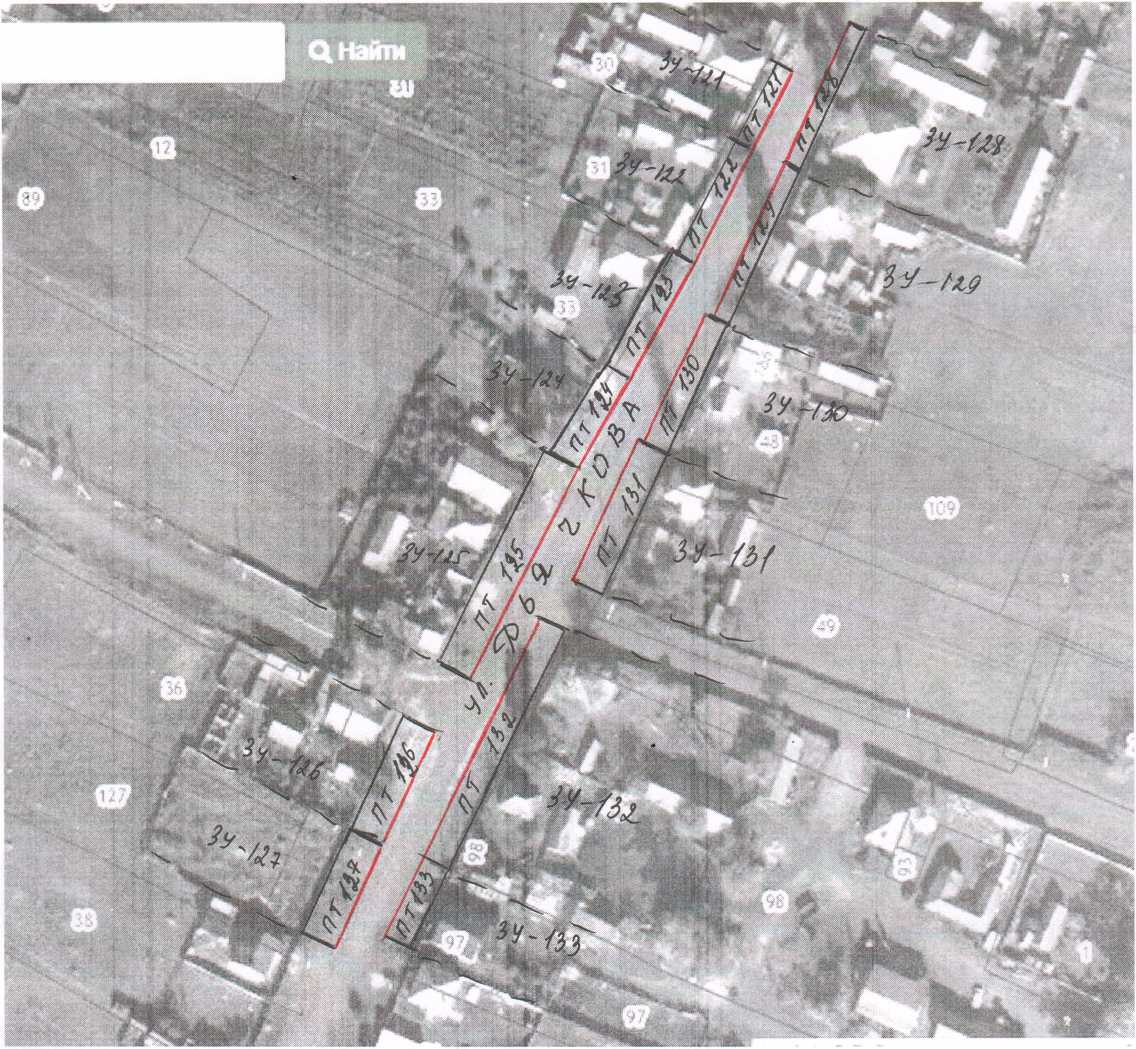 Найти
31
30
ЗУ-121
ПТ 121
ПТ 128
12
31
ЗУ-122
ПТ 122
ЗУ-128
89
33
ПТ 129
ЗУ-123
33
ПТ 123
ЗУ-129
ЗУ-124
ПТ 124
ПТ 130
ЗУ-130
48
109
ПТ 131
ЗУ-131
ЗУ-125
ПТ 125
49
ул. Фрычкова
36
ЗУ-126
ПТ 126
ПТ 132
ЗУ-132
127
ЗУ-127
ПТ 127
98
93
98
38
ПТ 133
97
ЗУ-133
1
97